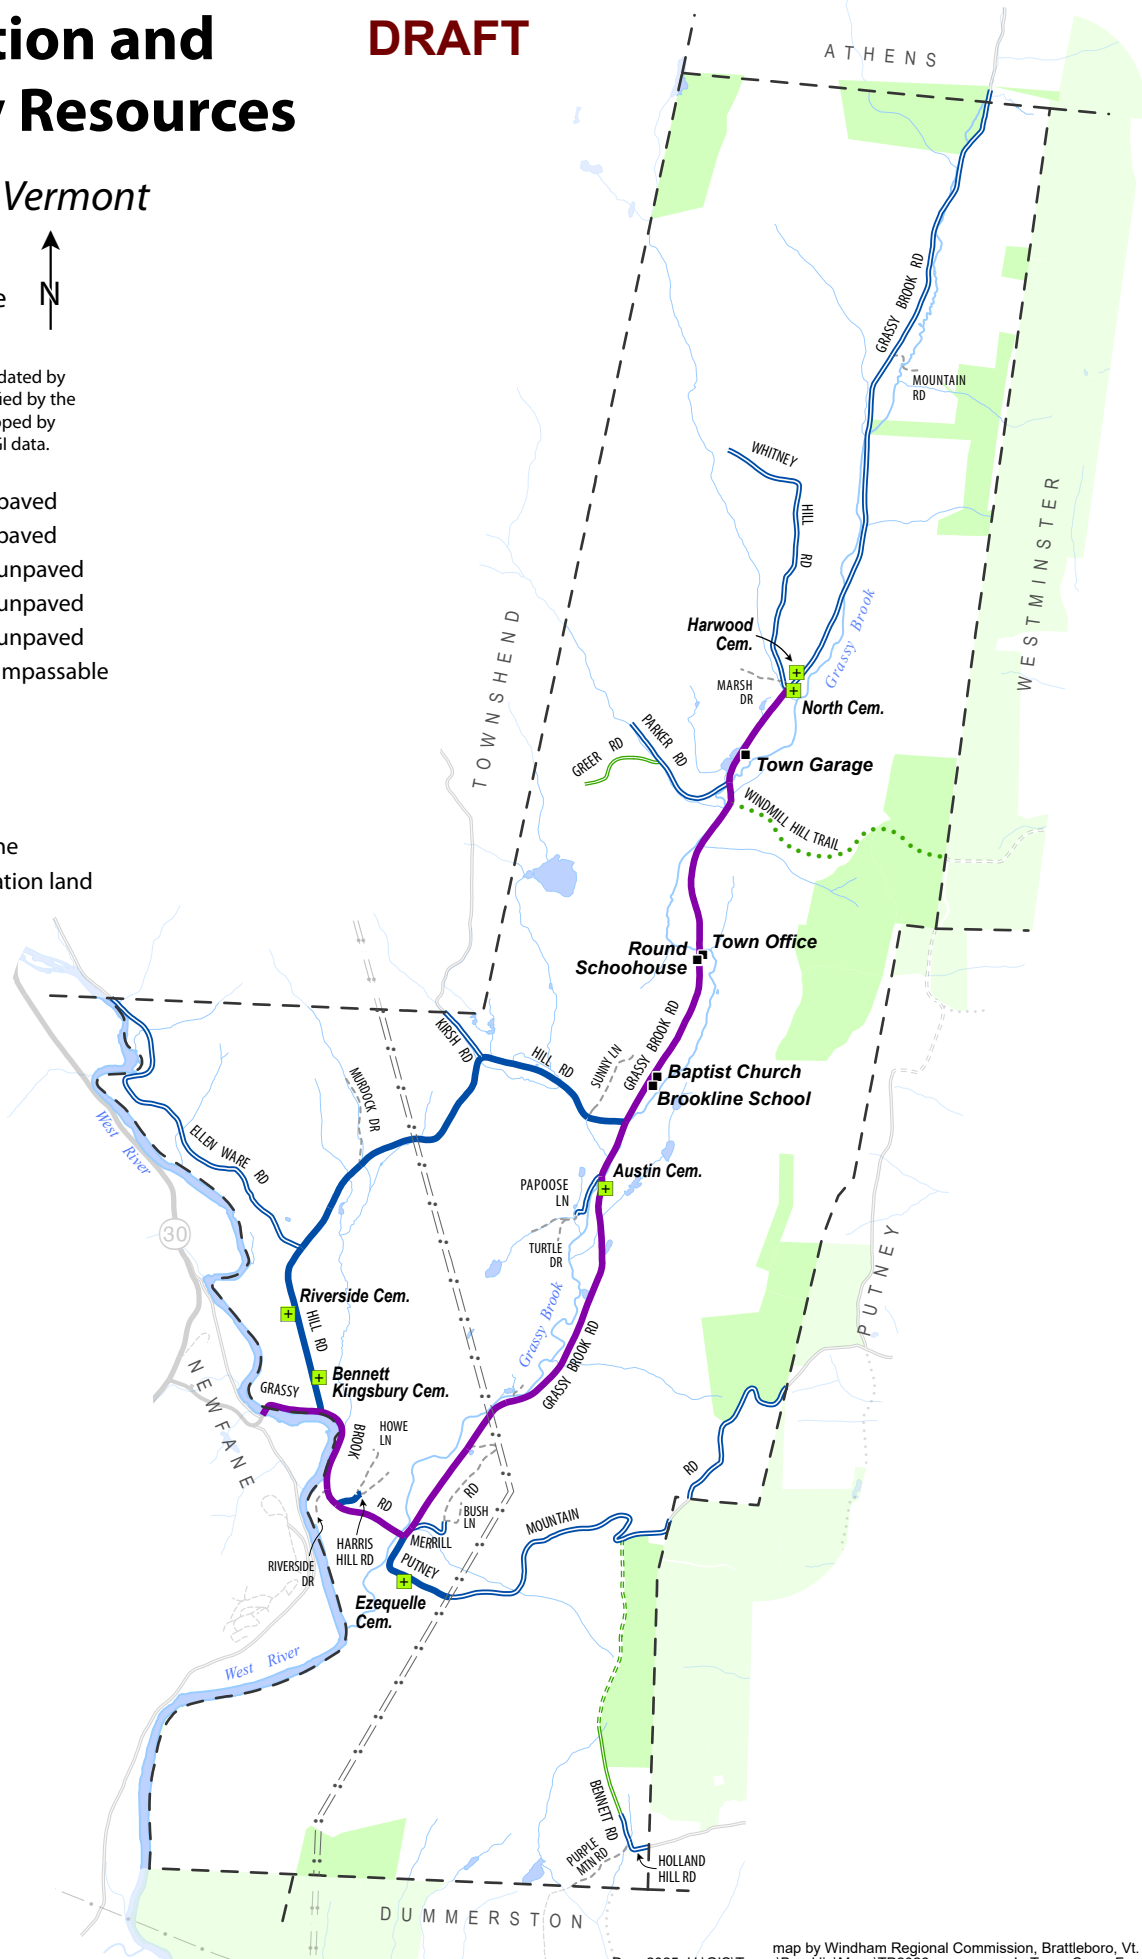 tion and
DRAFT
y Resources
Vermont
N
e
dated by
ied by the
oped by
GI data.
paved
paved
unpaved
unpaved
unpaved
mpassable
ne
ation land
ATHENS
GRASSY BROOK RD
MOUNTAIN
RD
WHITNEY
HILL
RD
WESTMINSTER
Grassy Brook
Harwood
Cem.
MARSH
DR
North Cem.
TOWNSHEND
PARKER RD
GREER RD
Town Garage
WINDMILL HILL TRAIL
Town Office
Round
Schoohouse
GRASSY BROOK RD
KIRSH RD
HILL RD
SUNNY LN
Baptist Church
Brookline School
MURDOCK DR
West River
ELLEN WARE RD
Austin Cem.
PAPOOSE
LN
TURTLE
DR
30
PUTNEY
Riverside Cem.
HILL RD
Grassy Brook
GRASSY BROOK RD
Bennett
Kingsbury Cem.
NEWFANE
GRASSY
BROOK
RD
HOWE
LN
RD
RD
BUSH
LN
MERRILL
MOUNTAIN
HARRIS
HILL RD
RIVERSIDE
DR
PUTNEY
Ezequelle
Cem.
West River
BENNETT RD
PURPLE
MTN RD
HOLLAND
HILL RD
DUMMERSTON
map by Windham Regional Commission, Brattleboro, Vt.